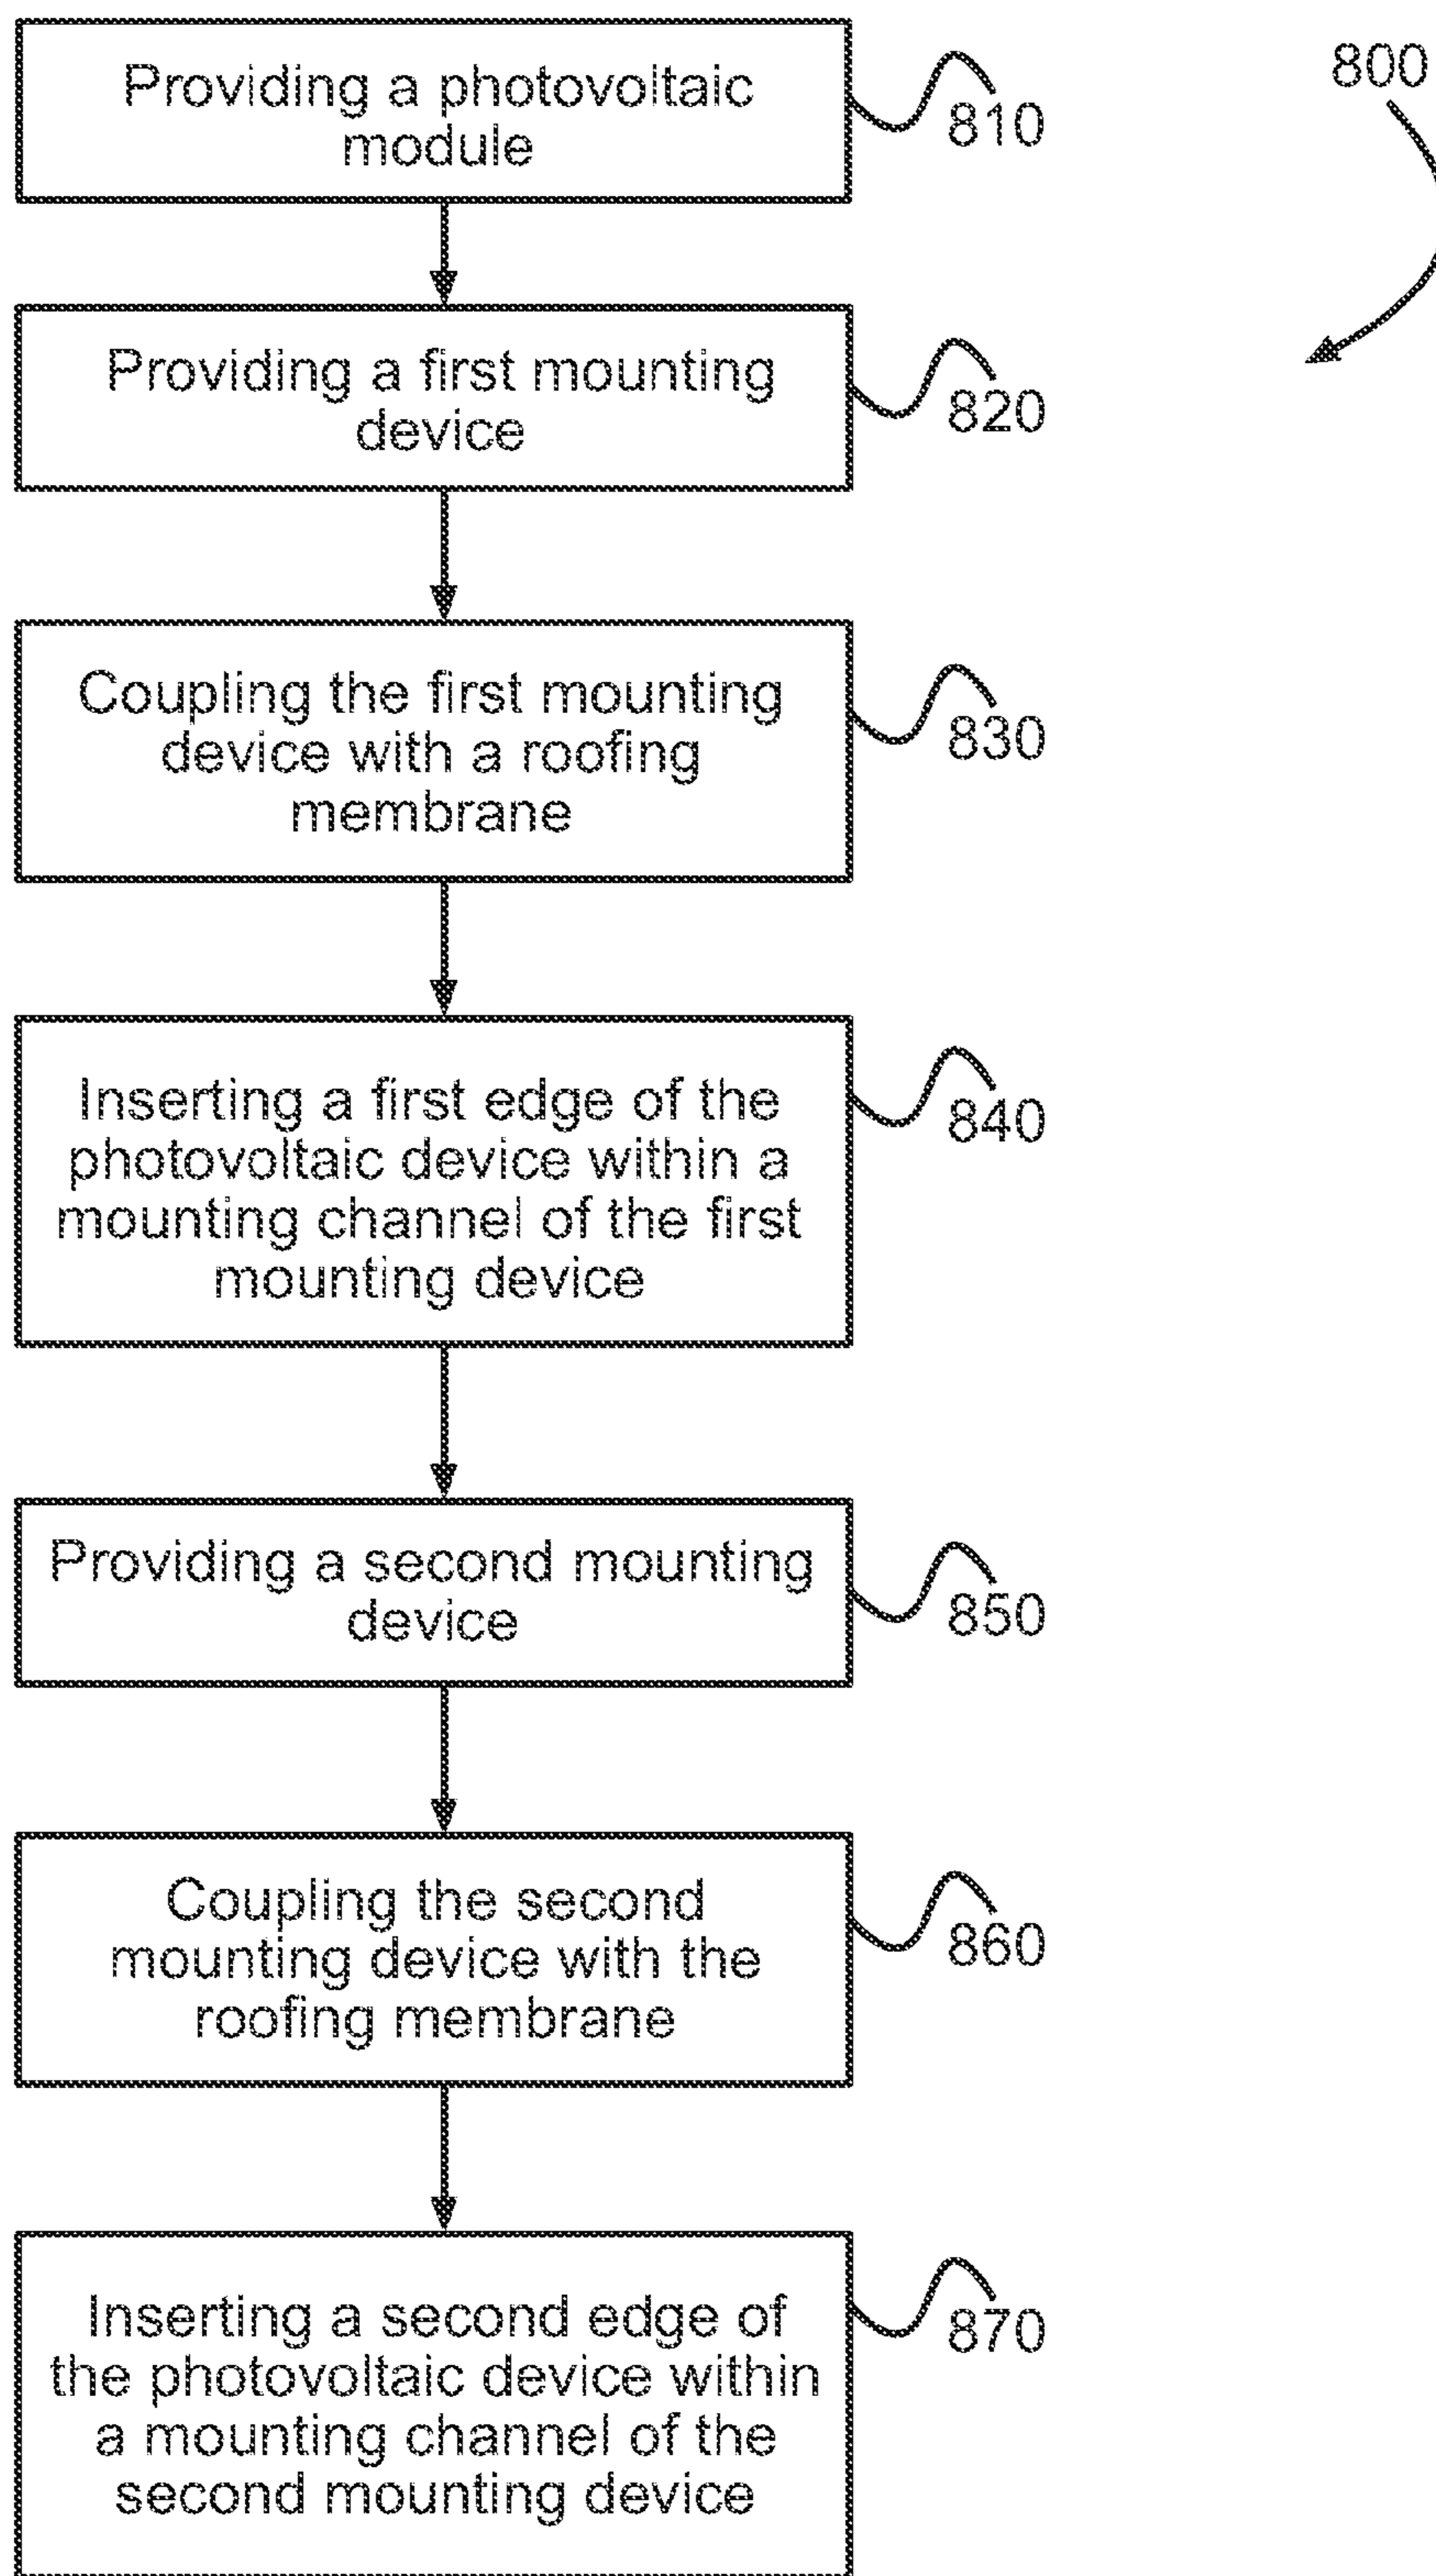 Providing a photovoltaic
module
810
800
Providing a first mounting
device
820
Coupling the first mounting
device with a roofing
membrane
830
Inserting a first edge of the
photovoltaic device within a
mounting channel of the first
mounting device
840
Providing a second mounting
device
850
Coupling the second
mounting device with the
roofing membrane
860
Inserting a second edge of
the photovoltaic device within
a mounting channel of the
second mounting device
870